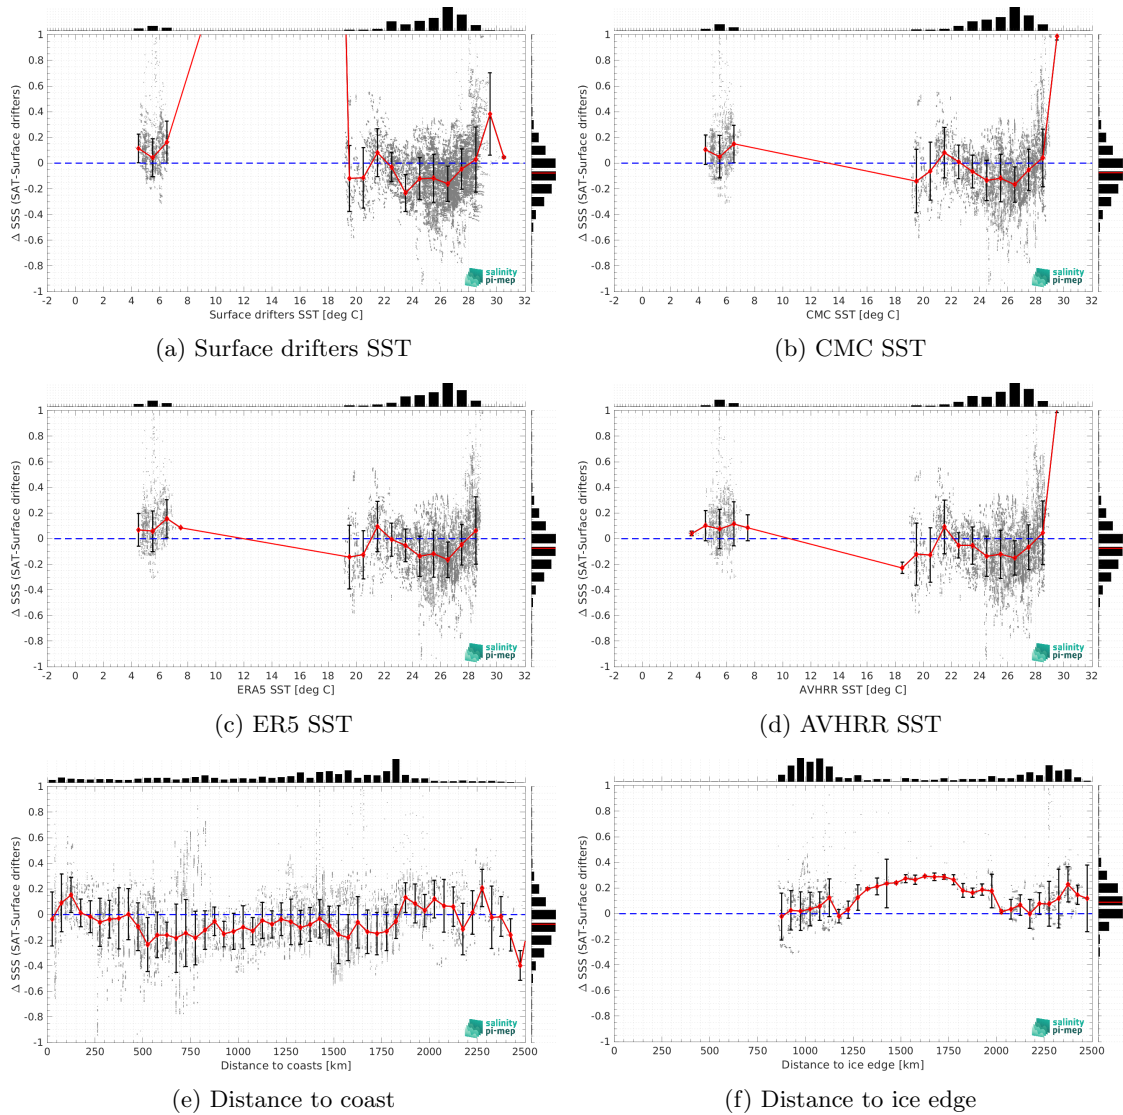 Δ SSS (SAT-Surface drifters)
1
0.8
0.6
0.4
0.2
0
-0.2
-0.4
-0.6
-0.8
-1
-2 0 2 4 6 8 10 12 14 16 18 20 22 24 26 28 30 32
Surface drifters SST [deg C]
salinity
pi-mep
(a) Surface drifters SST
Δ SSS (SAT-Surface drifters)
1
0.8
0.6
0.4
0.2
0
-0.2
-0.4
-0.6
-0.8
-1
-2 0 2 4 6 8 10 12 14 16 18 20 22 24 26 28 30 32
CMC SST [deg C]
salinity
pi-mep
(b) CMC SST
Δ SSS (SAT-Surface drifters)
1
0.8
0.6
0.4
0.2
0
-0.2
-0.4
-0.6
-0.8
-1
-2 0 2 4 6 8 10 12 14 16 18 20 22 24 26 28 30 32
ERA5 SST [deg C]
salinity
pi-mep
(c) ER5 SST
Δ SSS (SAT-Surface drifters)
1
0.8
0.6
0.4
0.2
0
-0.2
-0.4
-0.6
-0.8
-1
-2 0 2 4 6 8 10 12 14 16 18 20 22 24 26 28 30 32
AVHRR SST [deg C]
salinity
pi-mep
(d) AVHRR SST
Δ SSS (SAT-Surface drifters)
1
0.8
0.6
0.4
0.2
0
-0.2
-0.4
-0.6
-0.8
-1
0 250 500 750 1000 1250 1500 1750 2000 2250 2500
Distance to coasts [km]
salinity
pi-mep
(e) Distance to coast
Δ SSS (SAT-Surface drifters)
1
0.8
0.6
0.4
0.2
0
-0.2
-0.4
-0.6
-0.8
-1
0 250 500 750 1000 1250 1500 1750 2000 2250 2500
Distance to ice edge [km]
salinity
pi-mep
(f) Distance to ice edge